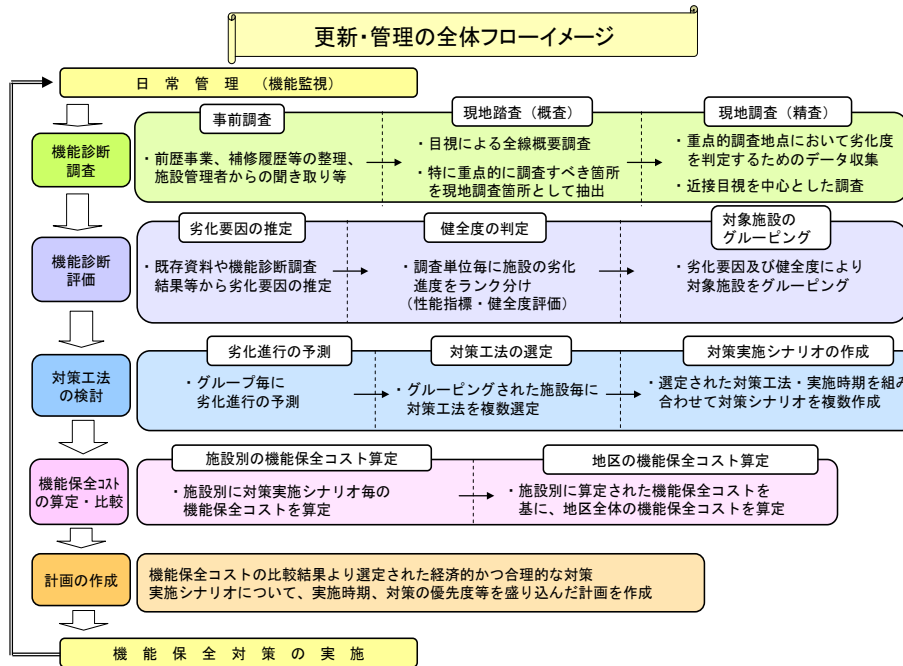 更新・管理の全体フローイメージ
日常管理（機能監視）
機能診断
調査
事前調査
・前歴事業、補修履歴等の整理、
施設管理者からの聞き取り等
現地踏査（概査）
・目視による全線概要調査
・特に重点的に調査すべき箇所
を現地調査箇所として抽出
現地調査（精査）
・重点的調査地点において劣化度
を判定するためのデータ収集
・近接目視を中心とした調査
機能診断
評価
劣化要因の推定
・既存資料や機能診断調査
結果等から劣化要因の推定
健全度の判定
・調査単位毎に施設の劣化
進度をランク分け
（性能指標・健全度評価）
対象施設の
グルーピング
・劣化要因及び健全度により
対象施設をグルーピング
対策工法
の検討
劣化進行の予測
・グループ毎に
劣化進行の予測
対策工法の選定
・グルーピングされた施設毎に
対策工法を複数選定
対策実施シナリオの作成
・選定された対策工法・実施時期を組み
合わせて対策シナリオを複数作成
機能保全ｺｽﾄ
の算定・比較
施設別の機能保全コスト算定
・施設別に対策実施シナリオ毎の
機能保全コストを算定
地区の機能保全コスト算定
・施設別に算定された機能保全コストを
基に、地区全体の機能保全コストを算定
計画の作成
機能保全コストの比較結果より選定された経済的かつ合理的な対策
実施シナリオについて、実施時期、対策の優先度等を盛り込んだ計画を作成
機能保全対策の実施